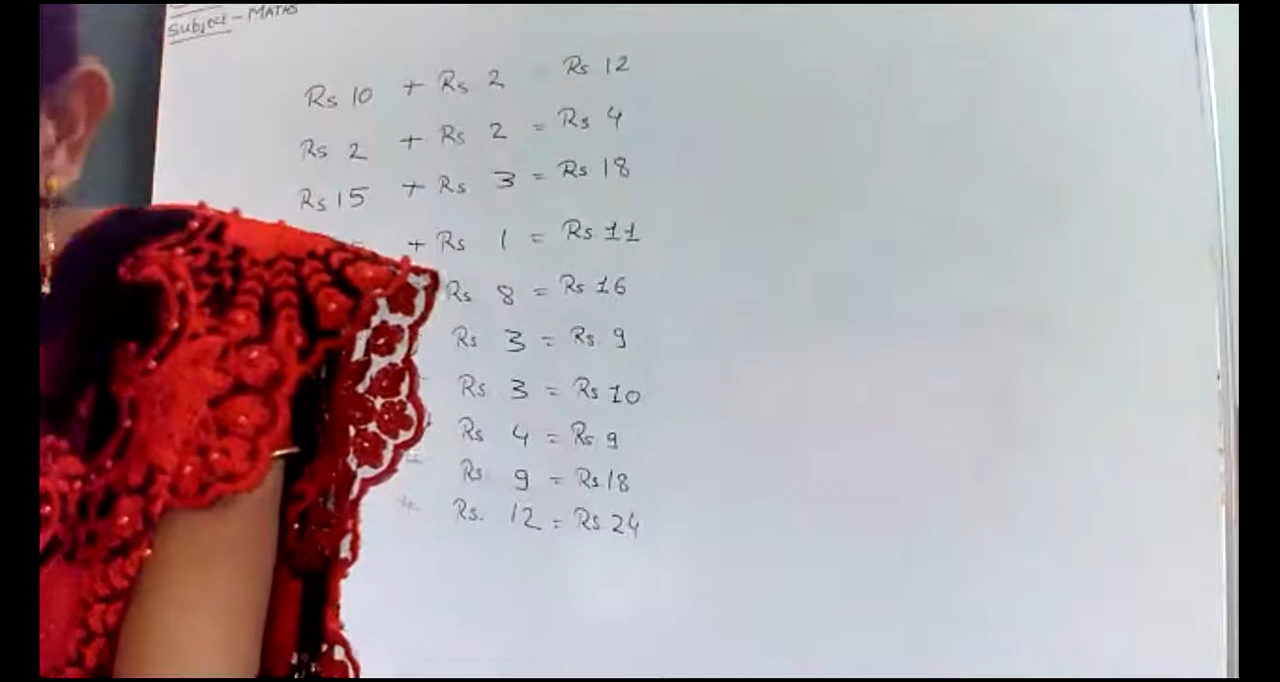 Subject - MATHS
Rs 10 + Rs 2 = Rs 12
Rs 2 + Rs 2 = Rs 4
Rs 15 + Rs 3 = Rs 18
+ Rs 1 = Rs 11
Rs 8 = Rs 16
Rs 3 = Rs. 9
Rs 3 = Rs 10
Rs 4 = Rs 9
Rs 9 = Rs 18
+ Rs. 12 = Rs 24